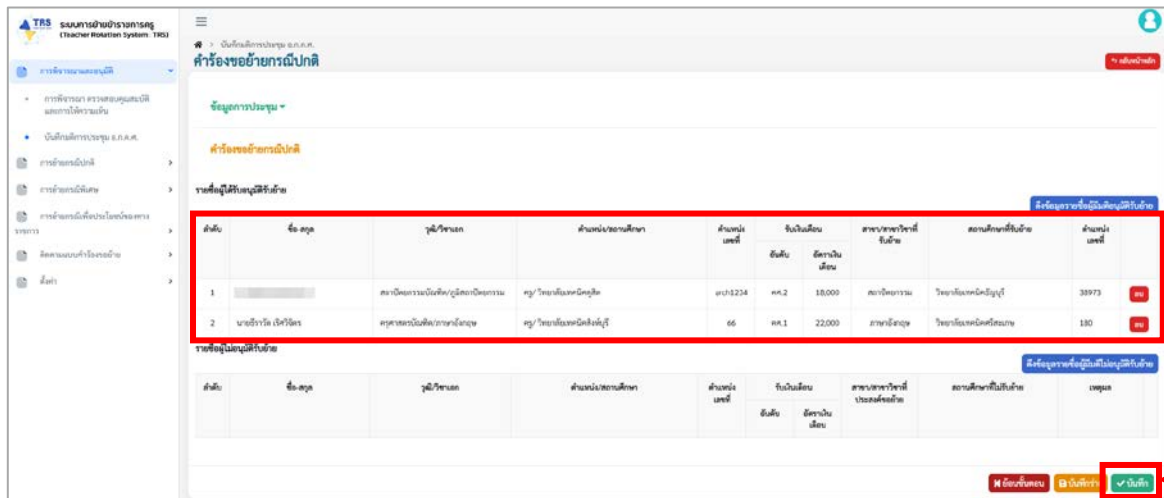 TRS ระบบการย้ายข้าราชการครู
(Teacher Rotation System: TRS)
การพิจารณาและอนุมัติ
การพิจารณา ตรวจสอบคุณสมบัติ
และการให้ความเห็น
บันทึกมติการประชุม อ.ก.ค.ศ.
การย้ายกรณีปกติ
การย้ายกรณีพิเศษ
การย้ายกรณีเพื่อประโยชน์ของทาง
ราชการ
ติดตามแบบคำร้องขอย้าย
ตั้งค่า
> บันทึกมติการประชุม อ.ก.ค.ศ.
คำร้องขอย้ายกรณีปกติ
กลับหน้าหลัก
ข้อมูลการประชุม
คำร้องขอย้ายกรณีปกติ
รายชื่อผู้ได้รับอนุมัติรับย้าย
ดึงข้อมูลรายชื่อผู้มีมติอนุมัติรับย้าย
ลำดับ ชื่อ-สกุล วุฒิ/วิชาเอก ตำแหน่ง/สถานศึกษา ตำแหน่งเลขที่ รับเงินเดือน สาขา/สาขาวิชาที่รับย้าย สถานศึกษาที่รับย้าย ตำแหน่งเลขที่
อันดับ อัตราเงินเดือน
1 สถาปัตยกรรมบัณฑิต/ภูมิสถาปัตยกรรม ครู/ วิทยาลัยเทคนิคดุสิต arch1234 คศ.2 18,000 สถาปัตยกรรม วิทยาลัยเทคนิคธัญบุรี 38973 ลบ
2 นายธีราวัต เริศวิจิตร ครุศาสตรบัณฑิต/ภาษาอังกฤษ ครู/ วิทยาลัยเทคนิคสิงห์บุรี 66 คศ.1 22,000 ภาษาอังกฤษ วิทยาลัยเทคนิคศรีสะเกษ 180 ลบ
รายชื่อผู้ไม่อนุมัติรับย้าย
ดึงข้อมูลรายชื่อผู้มีมติไม่อนุมัติรับย้าย
ลำดับ ชื่อ-สกุล วุฒิ/วิชาเอก ตำแหน่ง/สถานศึกษา ตำแหน่งเลขที่ รับเงินเดือน สาขา/สาขาวิชาที่ประสงค์ขอย้าย สถานศึกษาที่ไม่รับย้าย เหตุผล
อันดับ อัตราเงินเดือน
ย้อนขั้นตอน บันทึกร่าง บันทึก